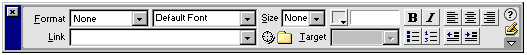 Format None Default Font Size None B I
Link Target